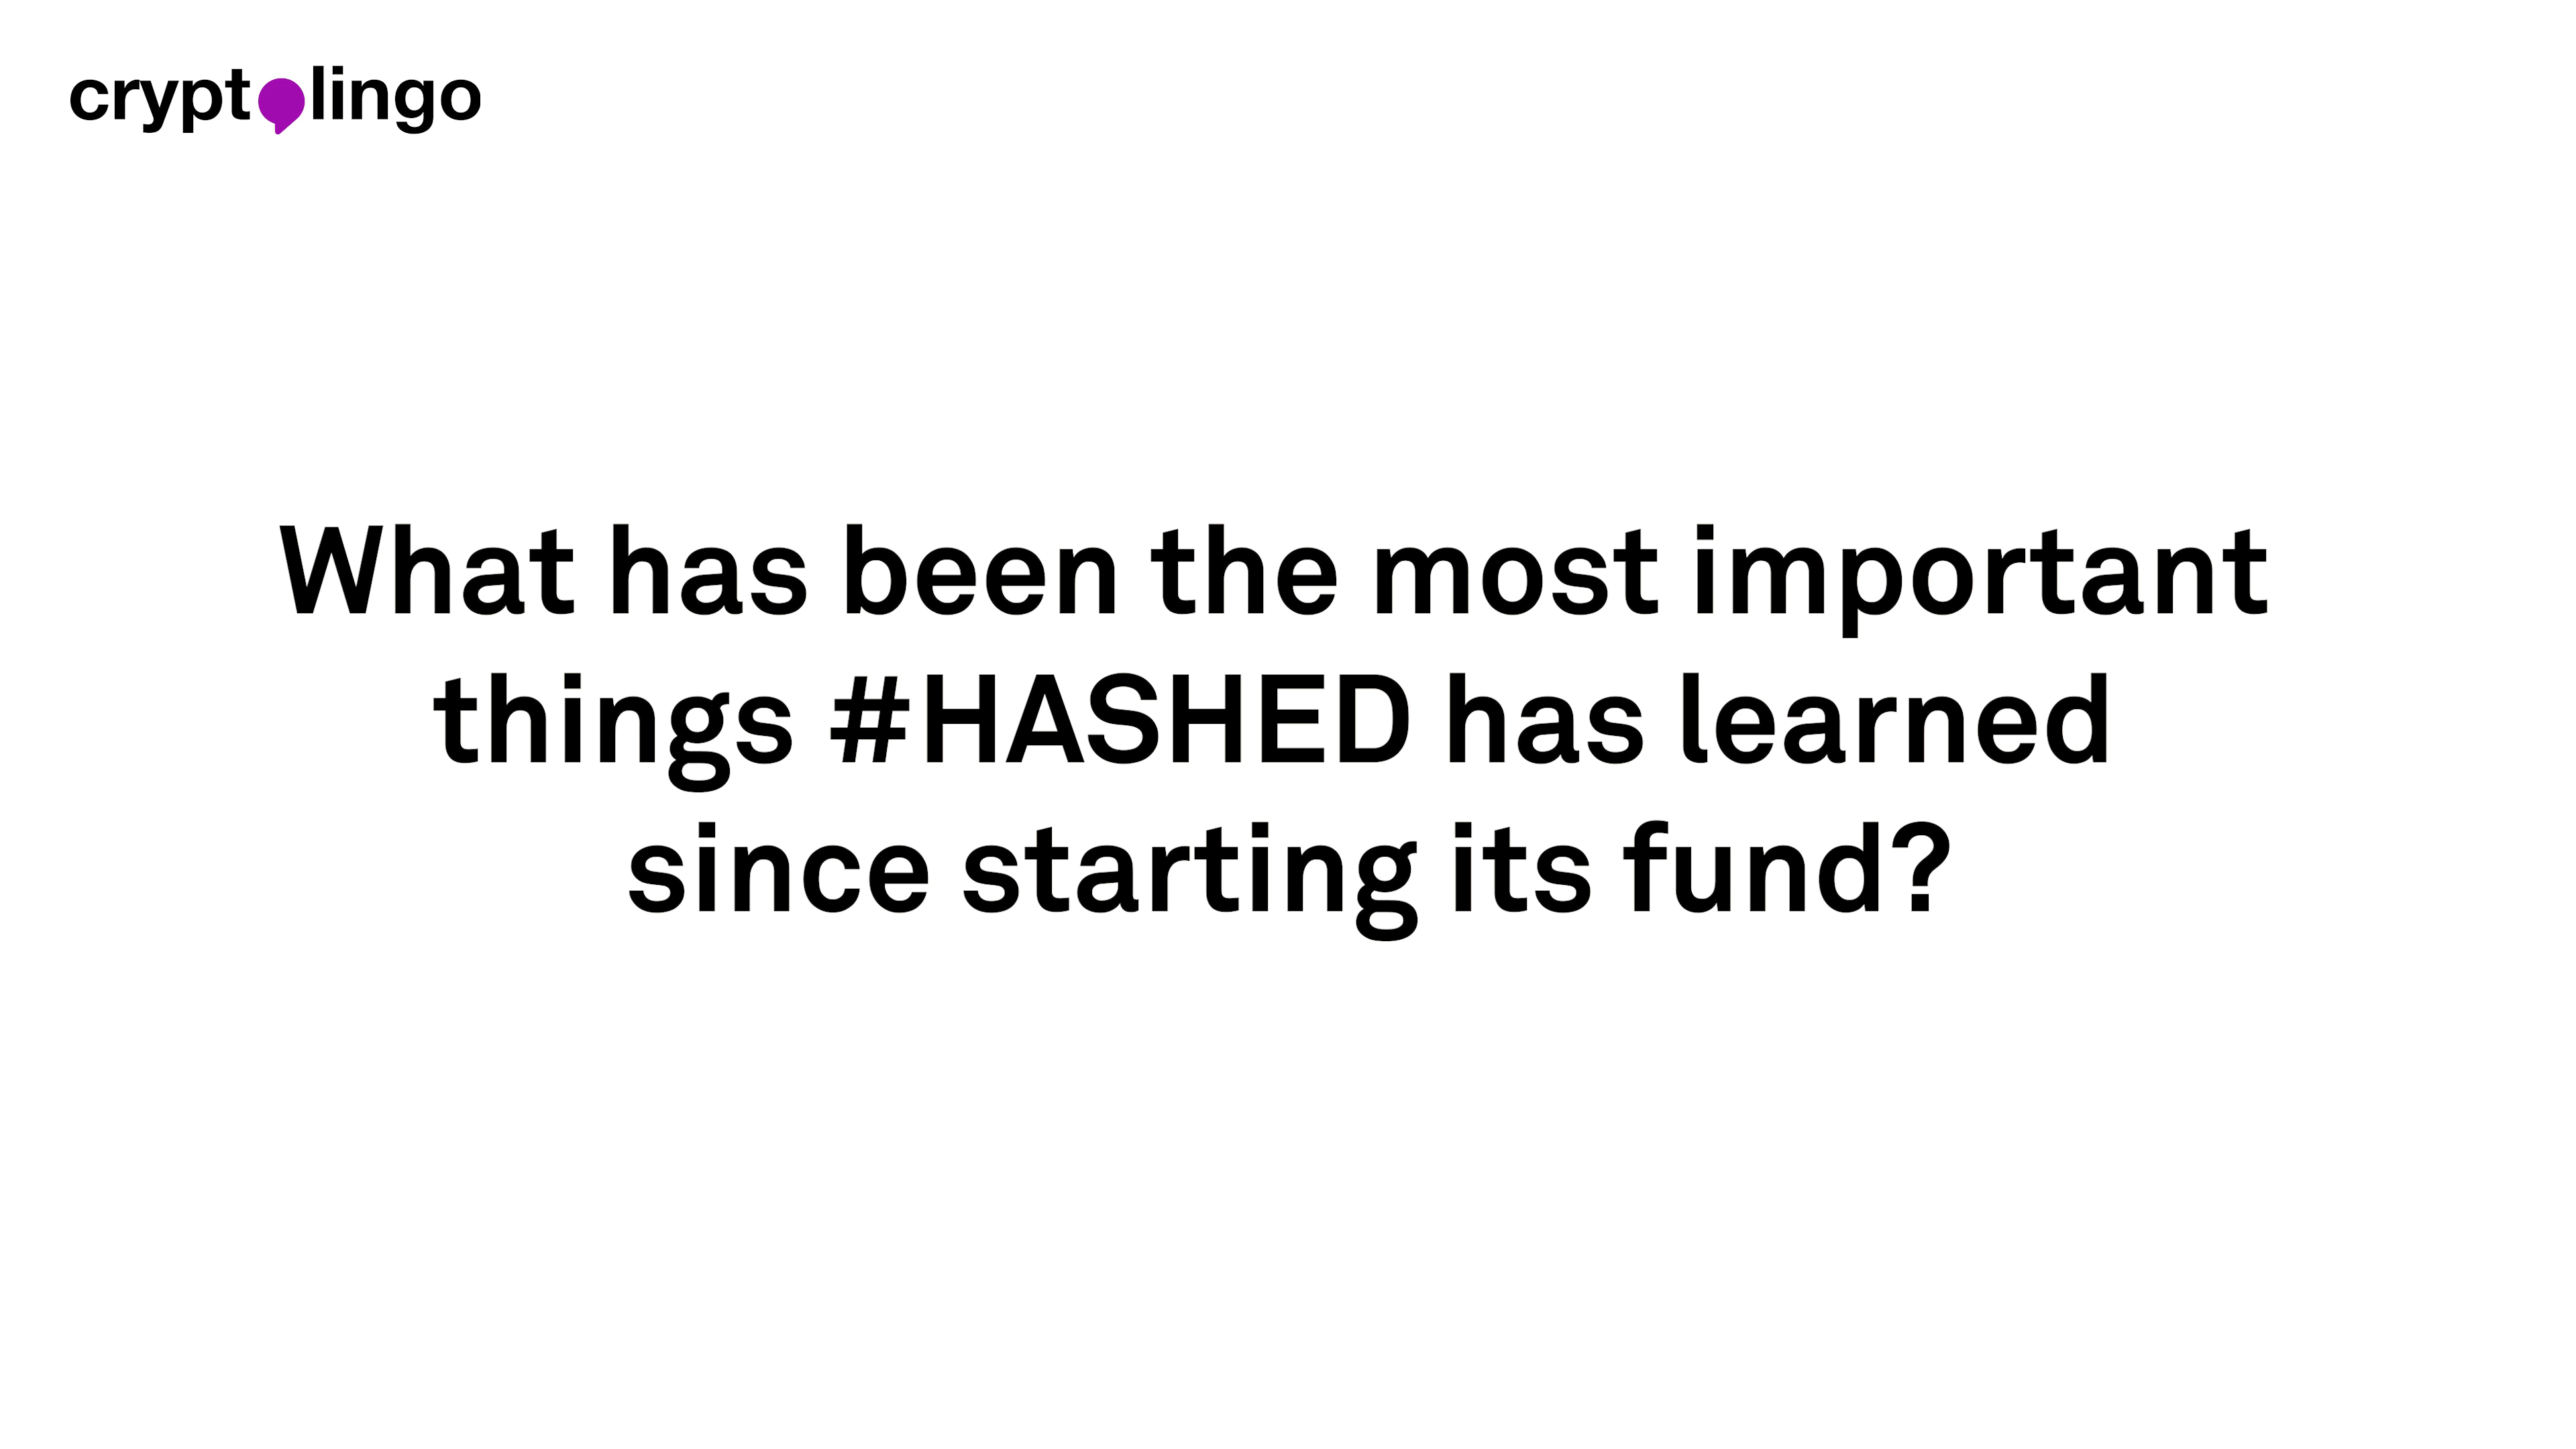 cryptolingo
What has been the most important
things #HASHED has learned
since starting its fund?